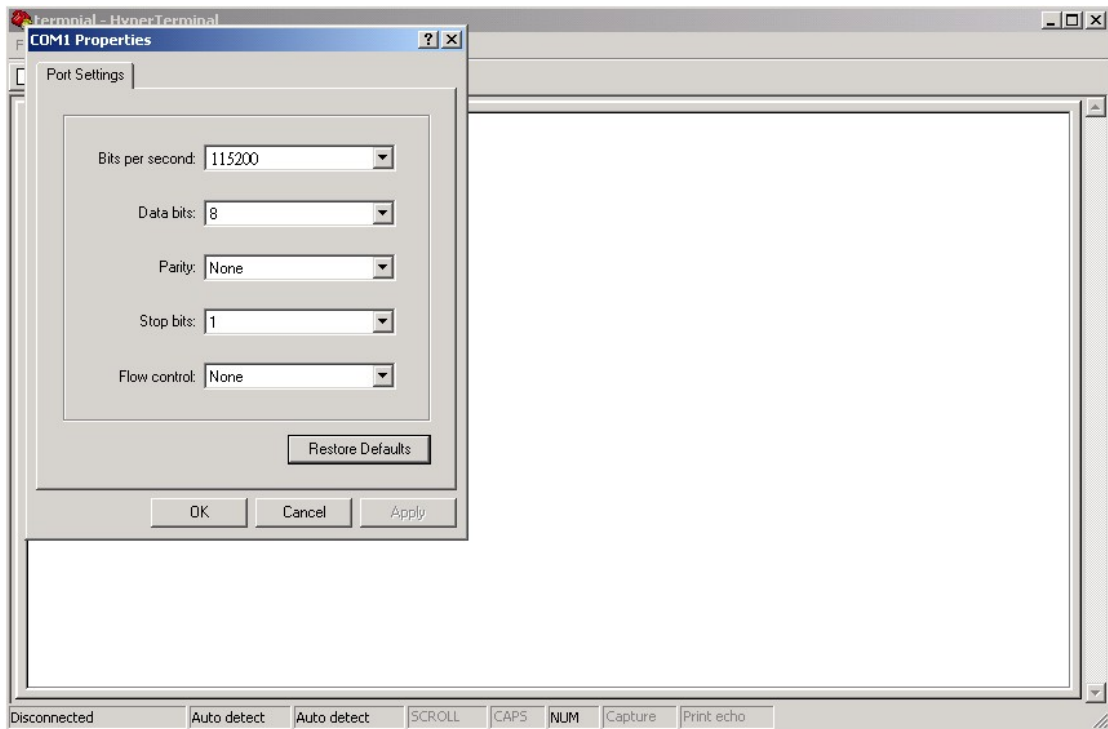 termpial - HyperTerminal
COM1 Properties
F
Port Settings
Bits per second: 115200
Data bits: 8
Parity: None
Stop bits: 1
Flow control: None
Restore Defaults
OK Cancel Apply
Disconnected Auto detect Auto detect SCROLL CAPS NUM Capture Print echo